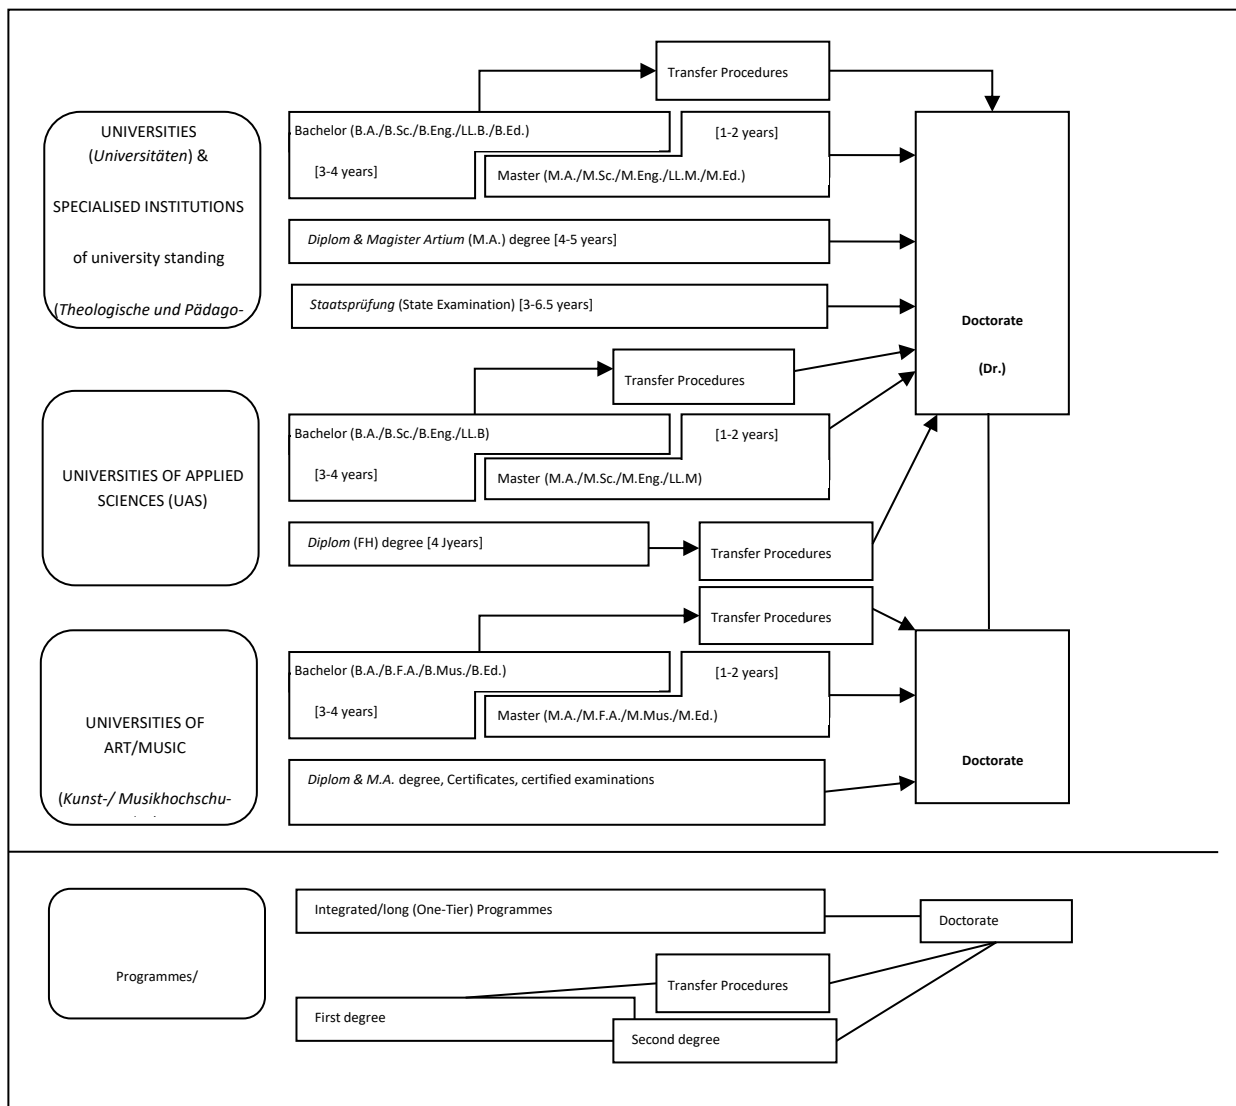 Transfer Procedures
UNIVERSITIES
(Universitäten) &
SPECIALISED INSTITUTIONS
of university standing
(Theologische und Pädago-
Bachelor (B.A./B.Sc./B.Eng./LL.B./B.Ed.)
[3-4 years]
[1-2 years]
Master (M.A./M.Sc./M.Eng./LL.M./M.Ed.)
Diplom & Magister Artium (M.A.) degree [4-5 years]
Staatsprüfung (State Examination) [3-6.5 years]
Doctorate
(Dr.)
Transfer Procedures
UNIVERSITIES OF APPLIED
SCIENCES (UAS)
Bachelor (B.A./B.Sc./B.Eng./LL.B)
[3-4 years]
[1-2 years]
Master (M.A./M.Sc./M.Eng./LL.M)
Diplom (FH) degree [4 Jyears]
Transfer Procedures
Transfer Procedures
UNIVERSITIES OF
ART/MUSIC
(Kunst-/ Musikhochschu-
Bachelor (B.A./B.F.A./B.Mus./B.Ed.)
[3-4 years]
[1-2 years]
Master (M.A./M.F.A./M.Mus./M.Ed.)
Diplom & M.A. degree, Certificates, certified examinations
Doctorate
Programmes/
Integrated/long (One-Tier) Programmes
Doctorate
Transfer Procedures
First degree
Second degree